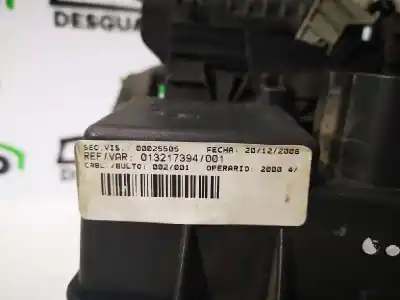 DESGUA
SEC.VIS. 00025505 FECHA: 20/12/2006
REF/VAR: 013217394/001
CABL./BULTO: 002/001 OPERARIO: 2000 4/